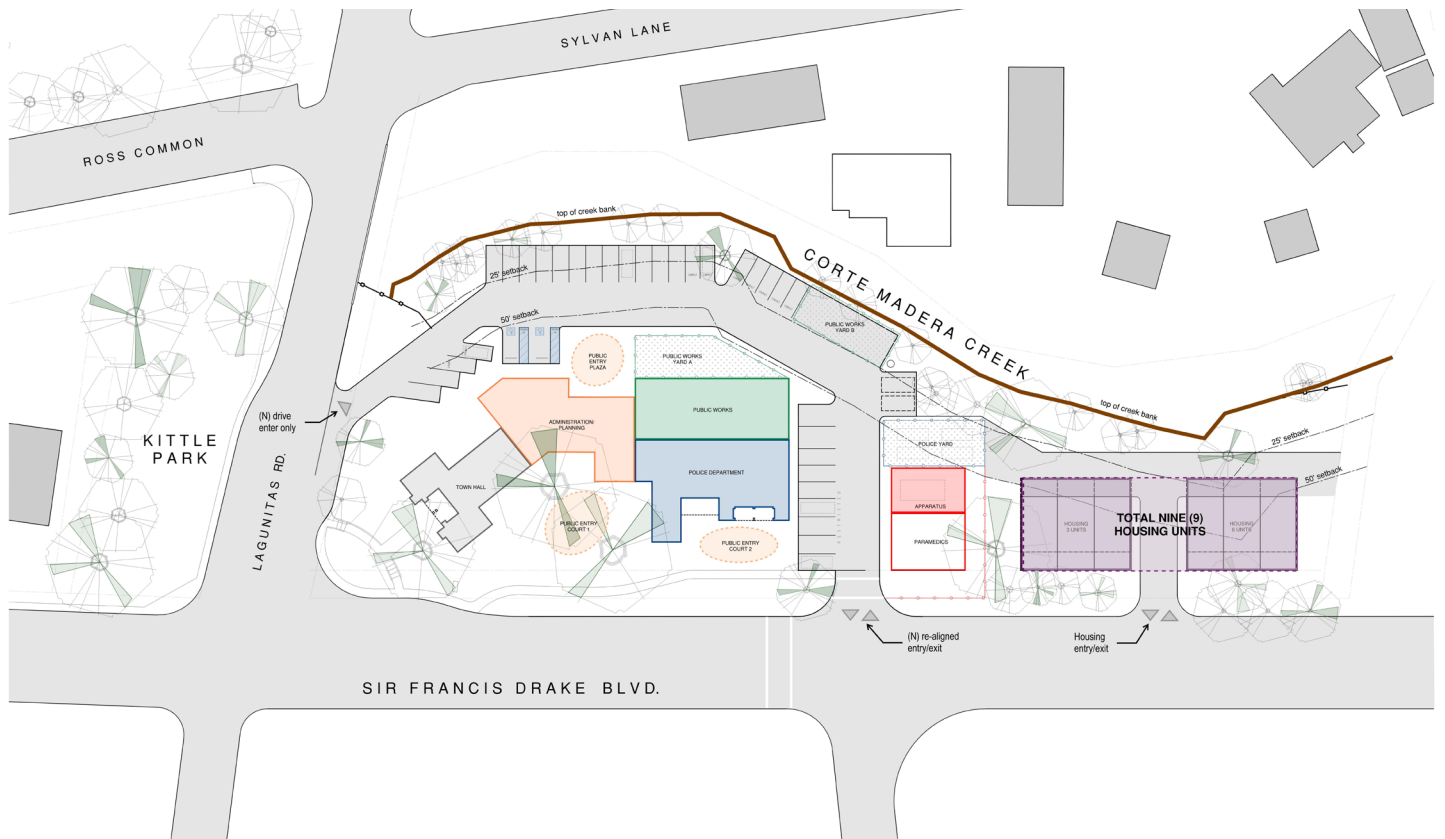 SYLVAN LANE
ROSS COMMON
top of creek bank
CORTE MADERA CREEK
25' setback
50' setback
PUBLIC WORKS
YARD B
PUBLIC
ENTRY
PLAZA
PUBLIC WORKS
YARD A
top of creek bank
(N) drive
enter only
KITTLE
PARK
LAGUNITAS RD.
ADMINISTRATION/
PLANNING
PUBLIC WORKS
25' setback
50' setback
POLICE YARD
TOWN HALL
POLICE DEPARTMENT
APPARATUS
PARAMEDICS
PUBLIC ENTRY
COURT 1
PUBLIC ENTRY
COURT 2
HOUSING
TOTAL NINE (9)
HOUSING UNITS
HOUSING
(N) re-aligned
entry/exit
Housing
entry/exit
SIR FRANCIS DRAKE BLVD.